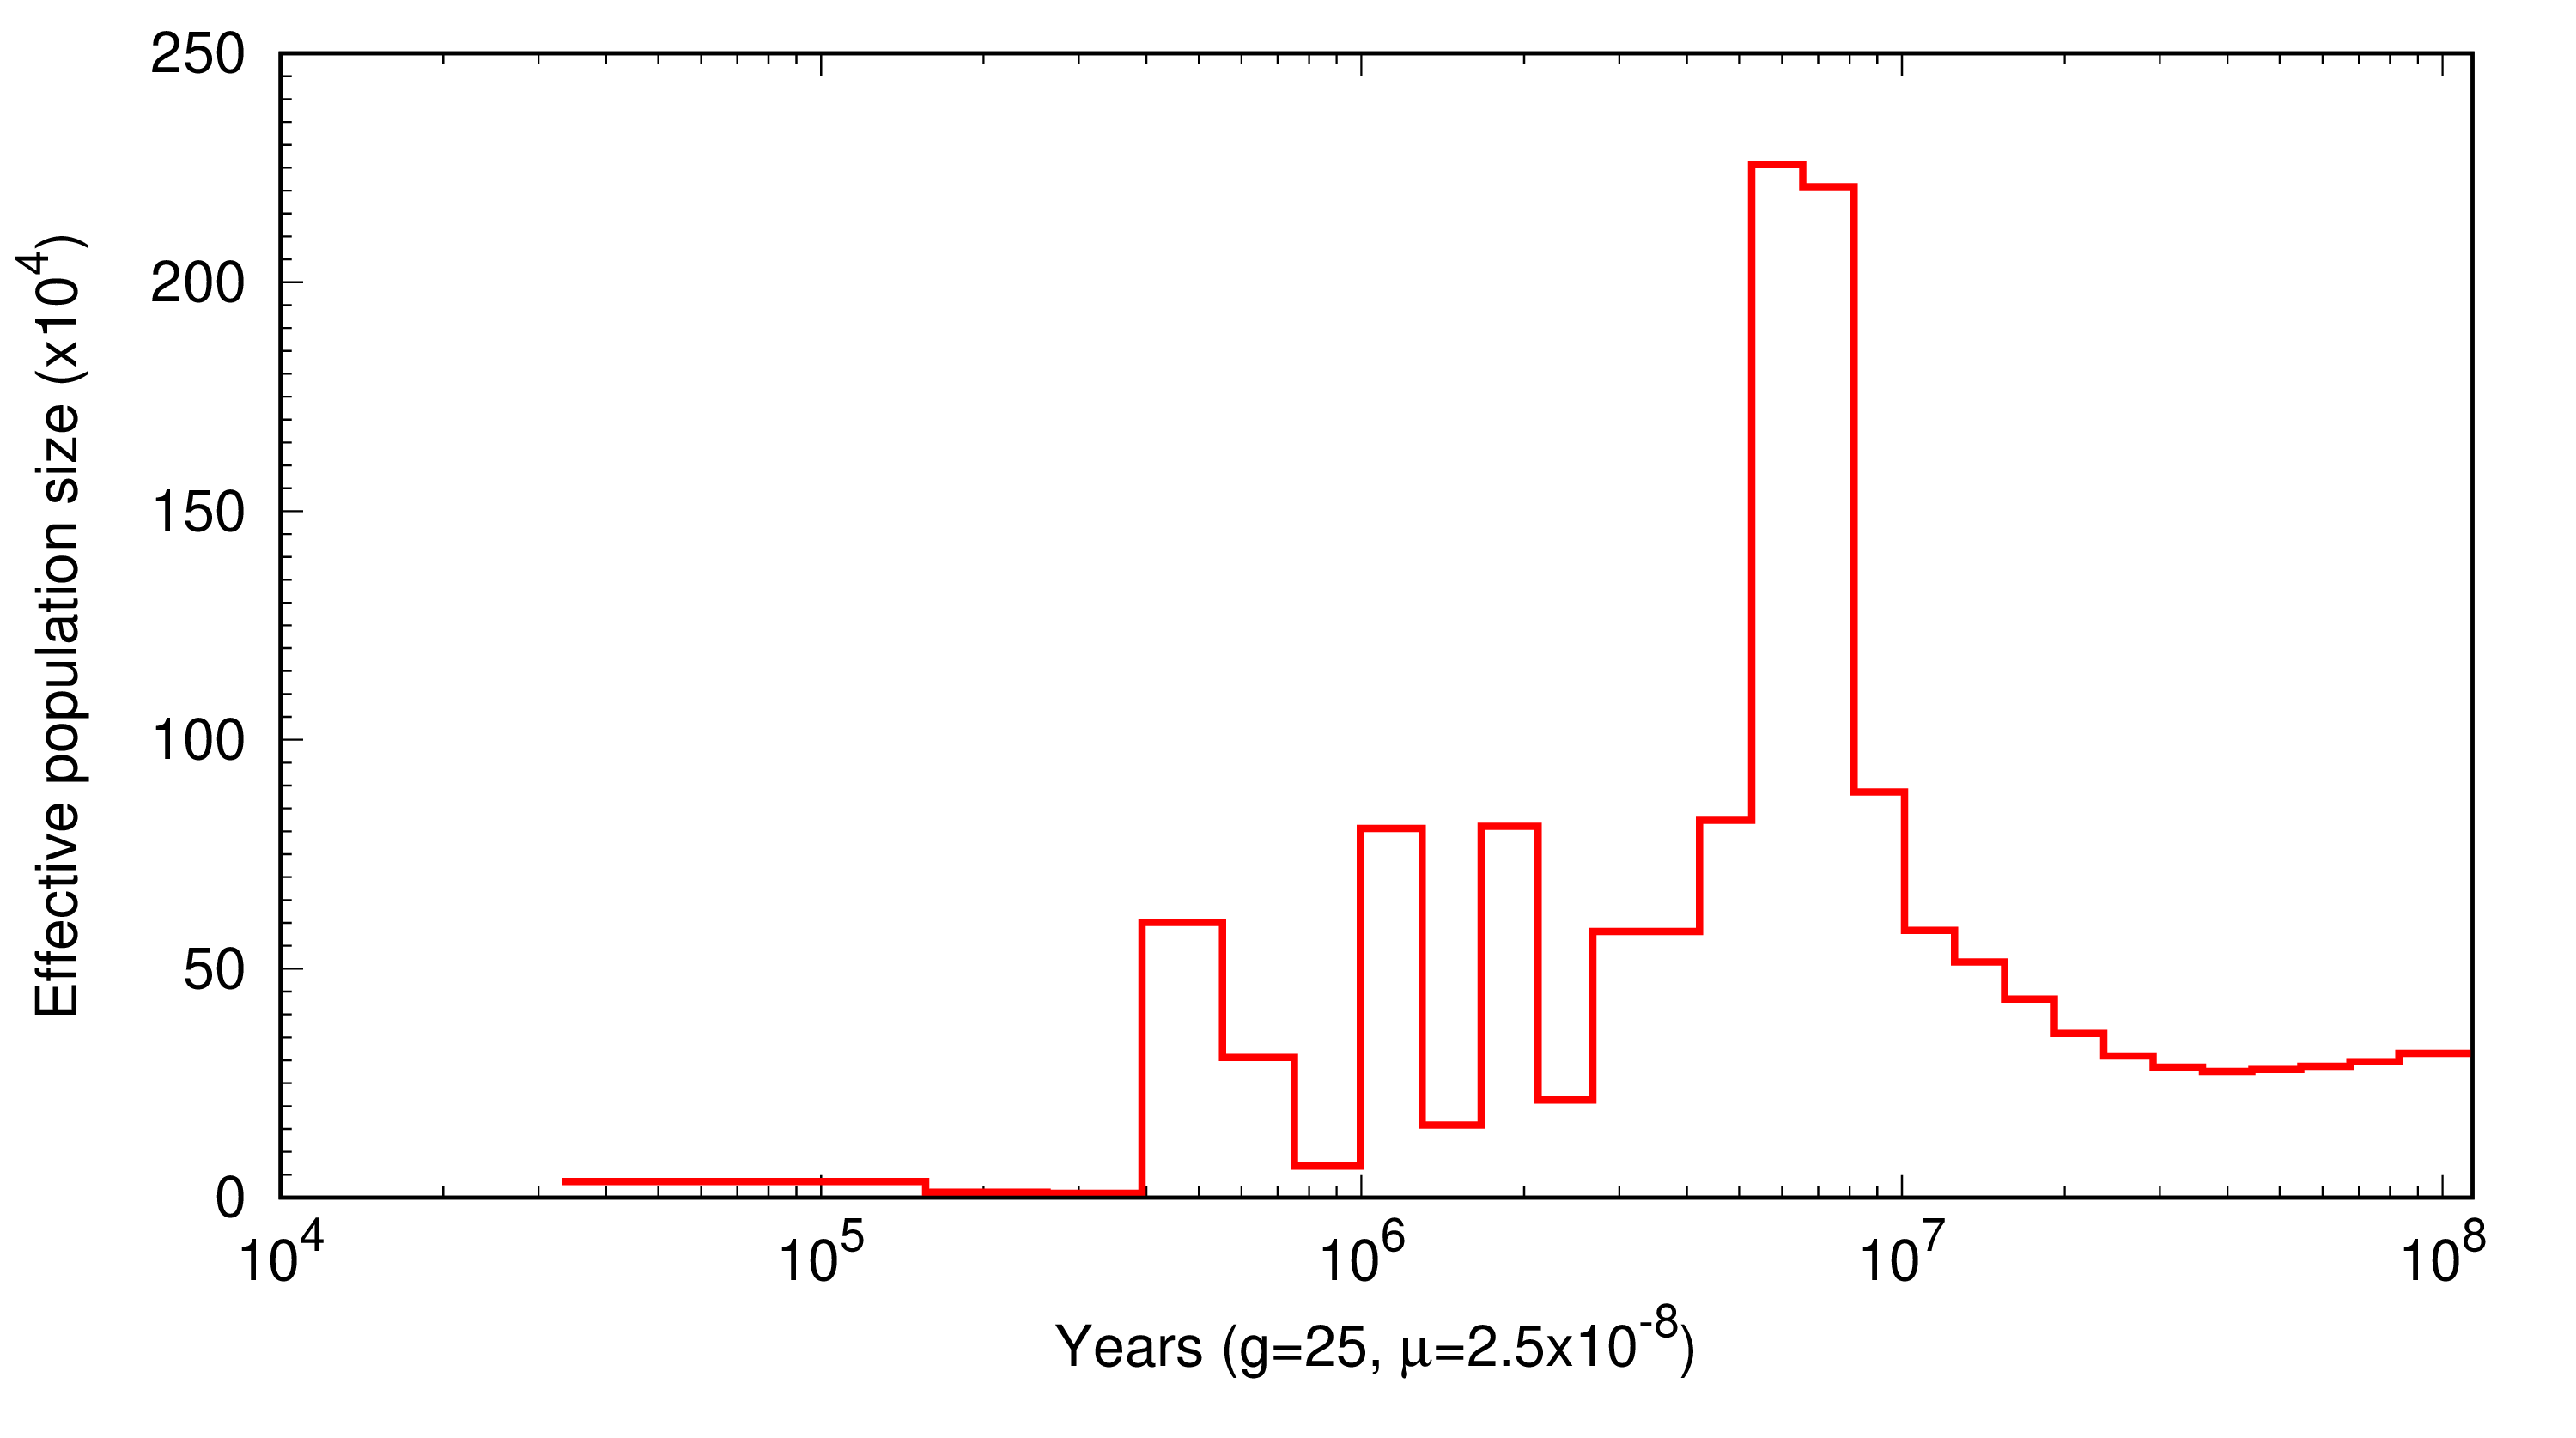 Effective population size (x10⁴)
250
200
150
100
50
0
10⁴ 10⁵ 10⁶ 10⁷ 10⁸
Years (g=25, μ=2.5x10⁻⁸)